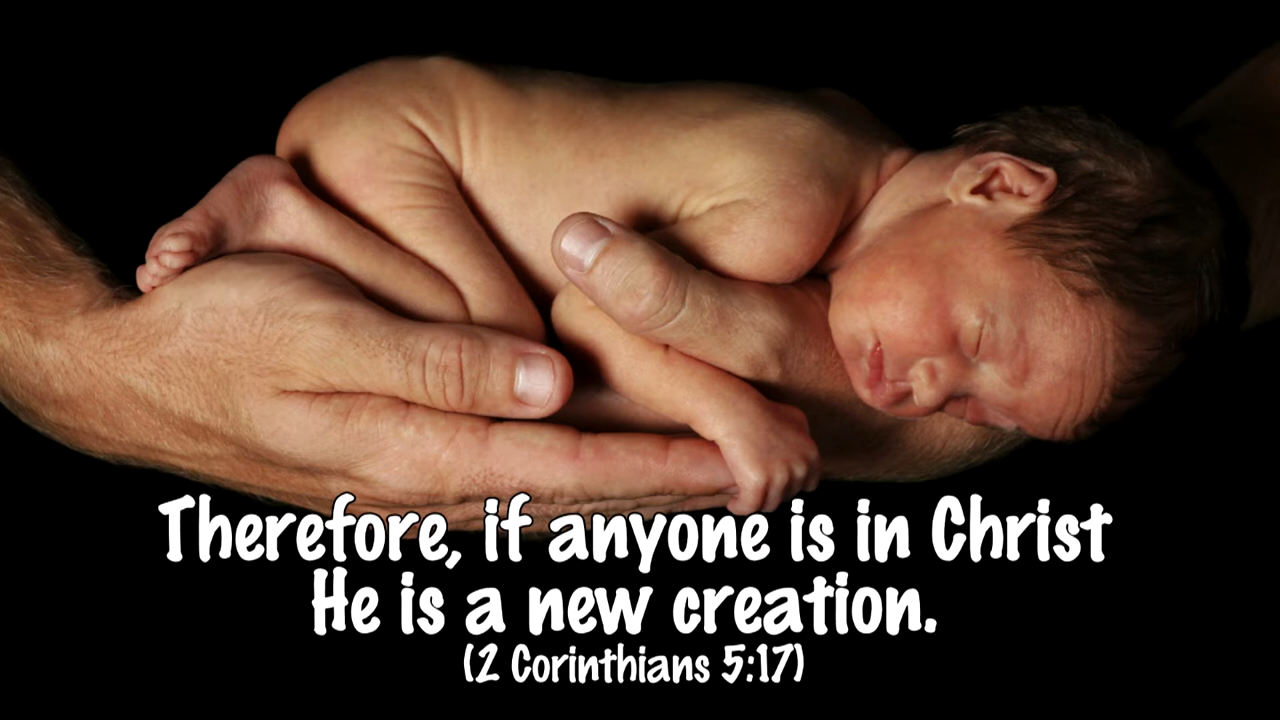 Therefore, if anyone is in Christ
He is a new creation.
(2 Corinthians 5:17)